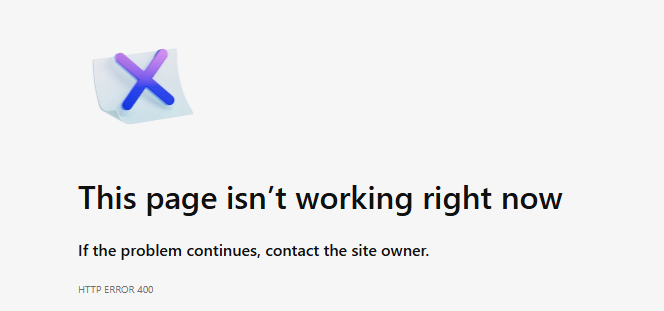 This page isn’t working right now
If the problem continues, contact the site owner.
HTTP ERROR 400